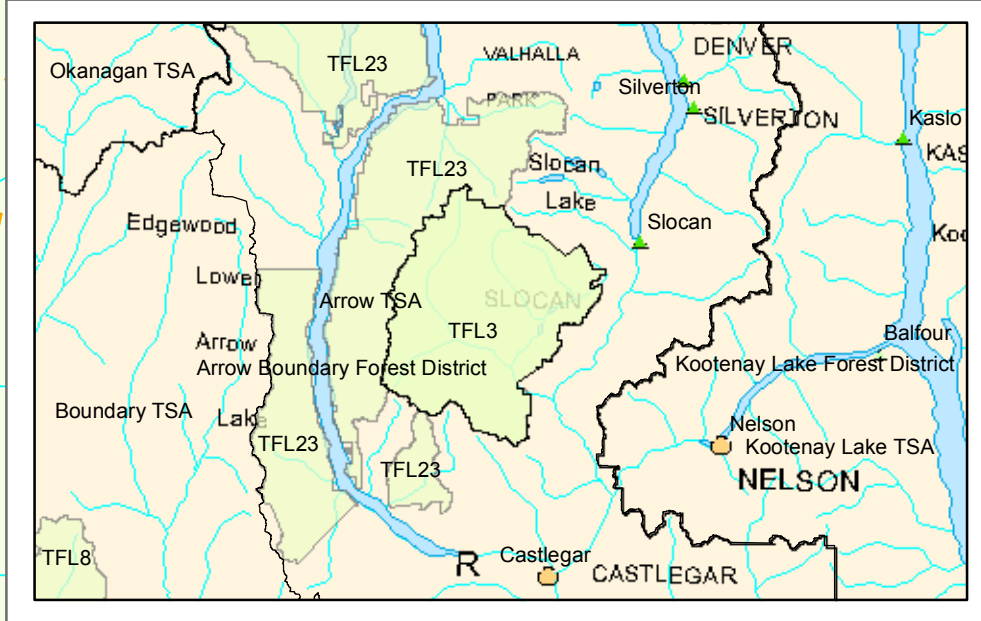 DENVER
VALHALLA
TFL23
Okanagan TSA
Silverton
PARK
SILVERTON
Kaslo
KAS
TFL23
Slocan
Lake
Slocan
Edgewood
Koo
Lower
Arrow TSA
SLOCAN
TFL3
Balfour
Arrow
Arrow Boundary Forest District
Kootenay Lake Forest District
Boundary TSA
Lake
Nelson
TFL23
Kootenay Lake TSA
TFL23
NELSON
TFL8
Castlegar
R
CASTLEGAR